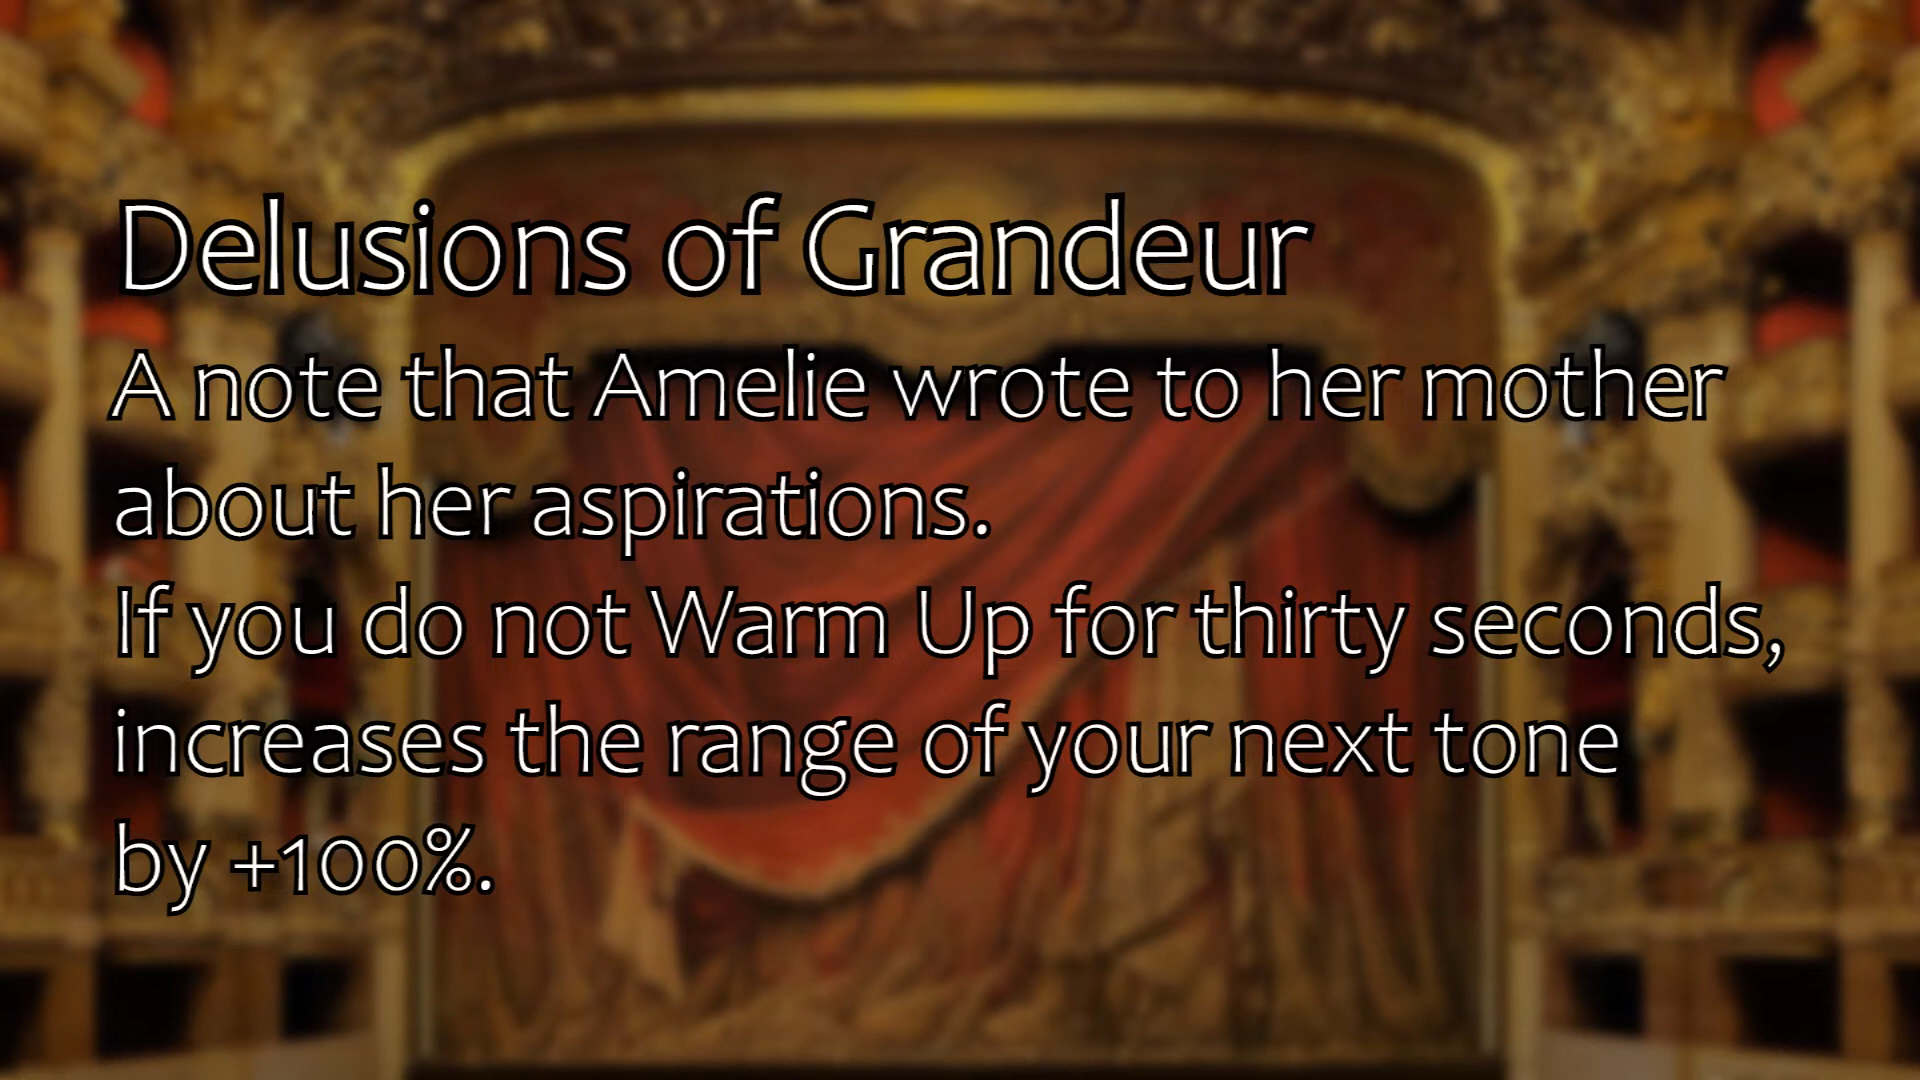 Delusions of Grandeur
A note that Amelie wrote to her mother
about her aspirations.
If you do not Warm Up for thirty seconds,
increases the range of your next tone
by +100%.